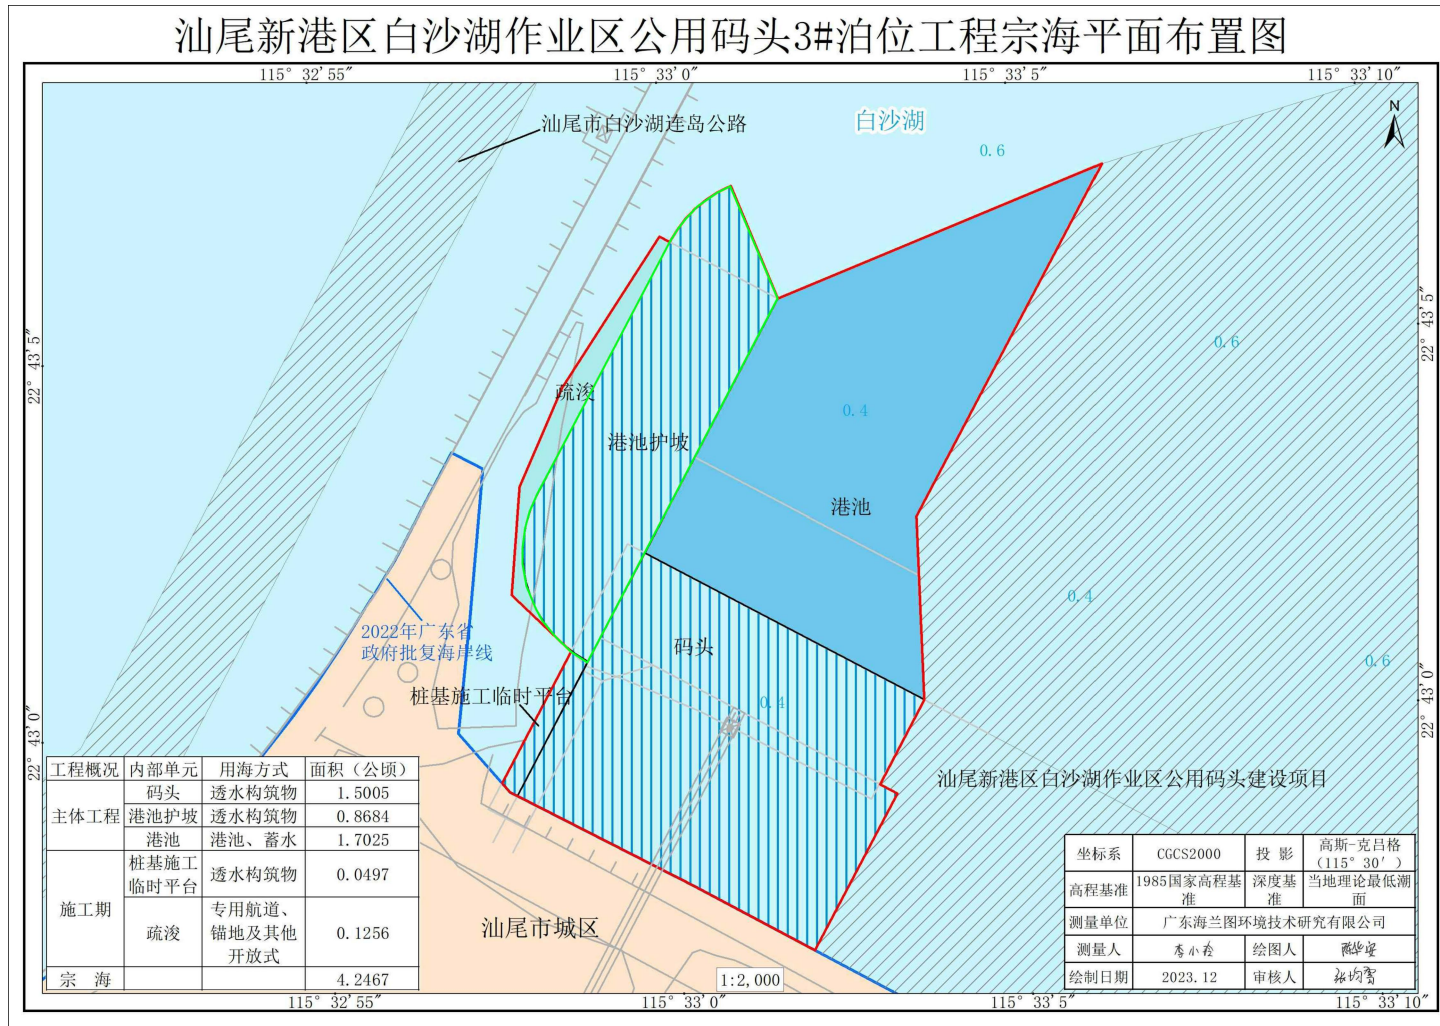 汕尾新港区白沙湖作业区公用码头3#泊位工程宗海平面布置图
115° 32′55″
115° 33′0″
115° 33′5″
115° 33′10″
汕尾市白沙湖连岛公路
白沙湖
N
0.6
22° 43′5″
22° 43′5″
0.6
疏浚
0.4
港池护坡
港池
0.4
2022年广东省
政府批复海岸线
码头
0.6
桩基施工临时平台
0.4
22° 43′0″
22° 43′0″
汕尾新港区白沙湖作业区公用码头建设项目
工程概况 内部单元 用海方式 面积（公顷）
主体工程 码头 透水构筑物 1.5005
港池护坡 透水构筑物 0.8684
港池 港池、蓄水 1.7025
施工期 桩基施工
临时平台 透水构筑物 0.0497
疏浚 专用航道、
锚地及其他
开放式 0.1256
宗 海 4.2467
汕尾市城区
1:2,000
坐标系 CGCS2000 投 影 高斯-克吕格
（115° 30′）
高程基准 1985国家高程基
准 深度基
准 当地理论最低潮
面
测量单位 广东海兰图环境技术研究有限公司
测量人 绘图人
绘制日期 2023.12 审核人
115° 32′55″
115° 33′0″
115° 33′5″
115° 33′10″